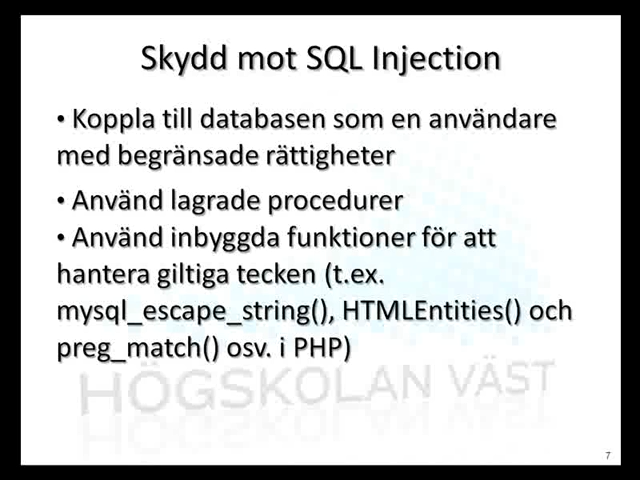 Skydd mot SQL Injection
• Koppla till databasen som en användare
med begränsade rättigheter
• Använd lagrade procedurer
• Använd inbyggda funktioner för att
hantera giltiga tecken (t.ex.
mysql_escape_string(), HTMLEntities() och
preg_match() osv. i PHP)
HÖGSKOLAN VÄST
7